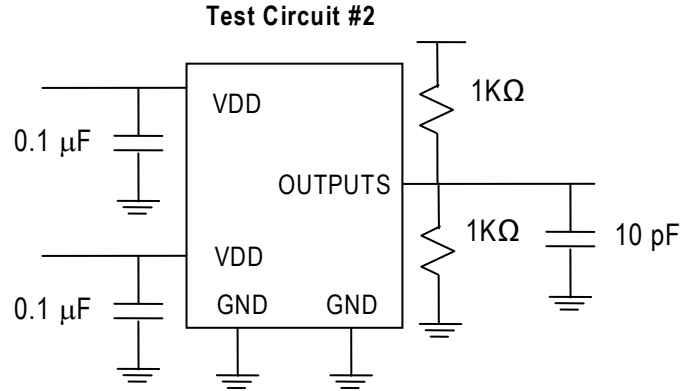 Test Circuit #2
1KΩ
VDD
0.1 μF
OUTPUTS
1KΩ
10 pF
VDD
0.1 μF
GND GND